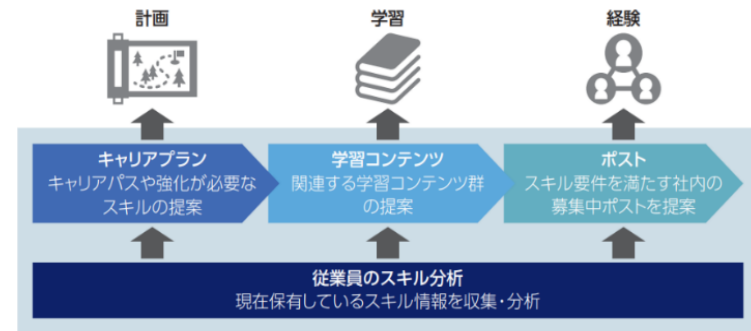 計画
学習
経験
キャリアプラン
キャリアパスや強化が必要な
スキルの提案
学習コンテンツ
関連する学習コンテンツ群
の提案
ポスト
スキル要件を満たす社内の
募集中ポストを提案
従業員のスキル分析
現在保有しているスキル情報を収集・分析